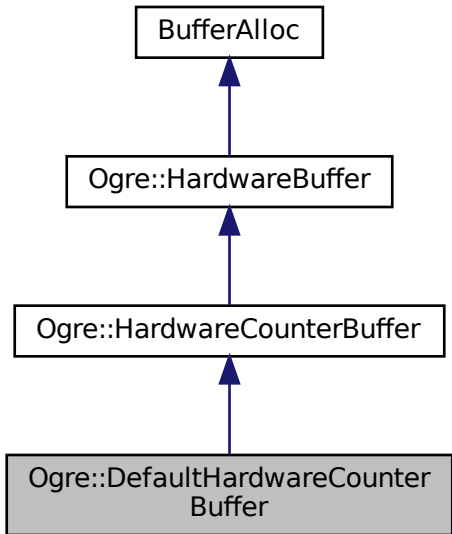 BufferAlloc
Ogre::HardwareBuffer
Ogre::HardwareCounterBuffer
Ogre::DefaultHardwareCounter
Buffer